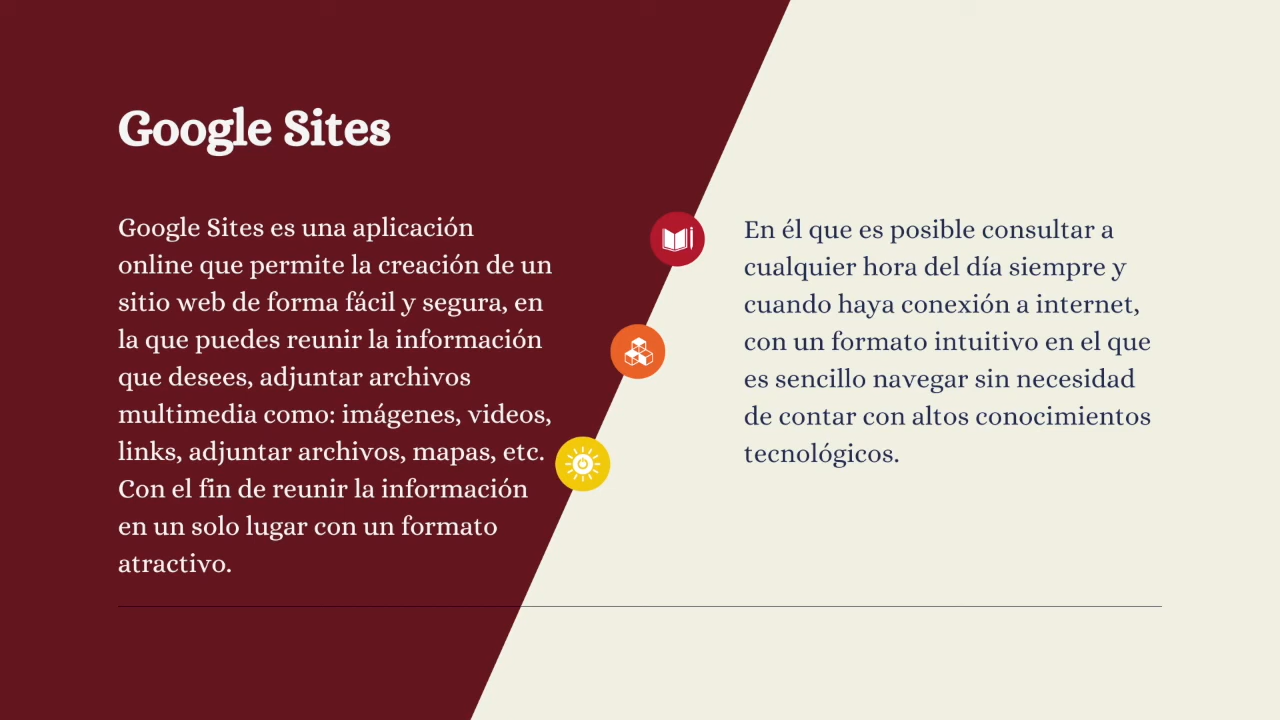 Google Sites
Google Sites es una aplicación
online que permite la creación de un
sitio web de forma fácil y segura, en
la que puedes reunir la información
que desees, adjuntar archivos
multimedia como: imágenes, videos,
links, adjuntar archivos, mapas, etc.
Con el fin de reunir la información
en un solo lugar con un formato
atractivo.
En él que es posible consultar a
cualquier hora del día siempre y
cuando haya conexión a internet,
con un formato intuitivo en el que
es sencillo navegar sin necesidad
de contar con altos conocimientos
tecnológicos.